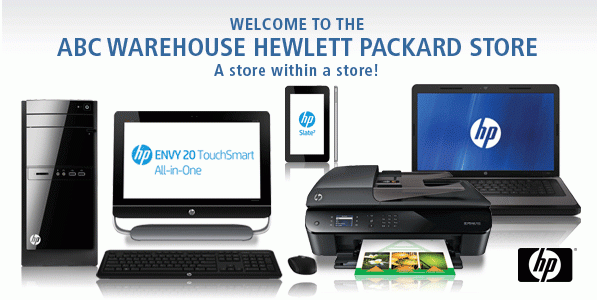 WELCOME TO THE
ABC WAREHOUSE HEWLETT PACKARD STORE
A store within a store!
hp
Slate7
hp ENVY 20 TouchSmart
All-in-One
hp
hp